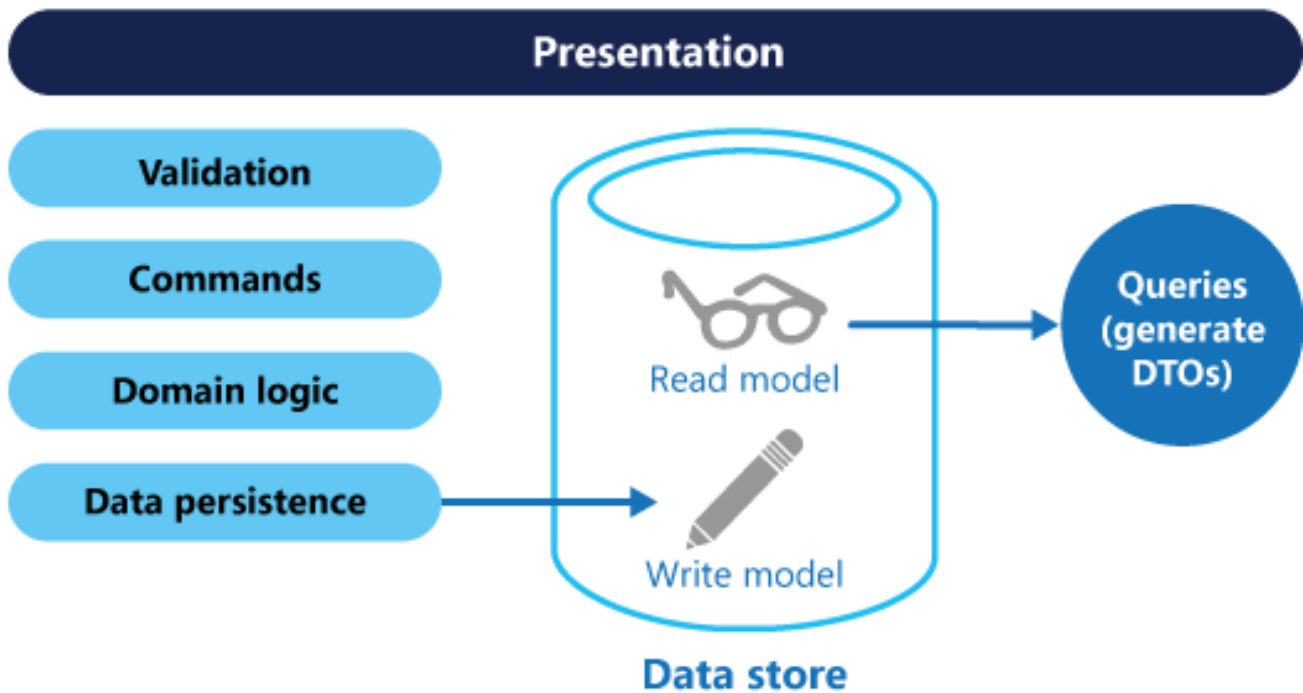 Presentation
Validation
Commands
Domain logic
Data persistence
Read model
Write model
Data store
Queries
(generate
DTOs)